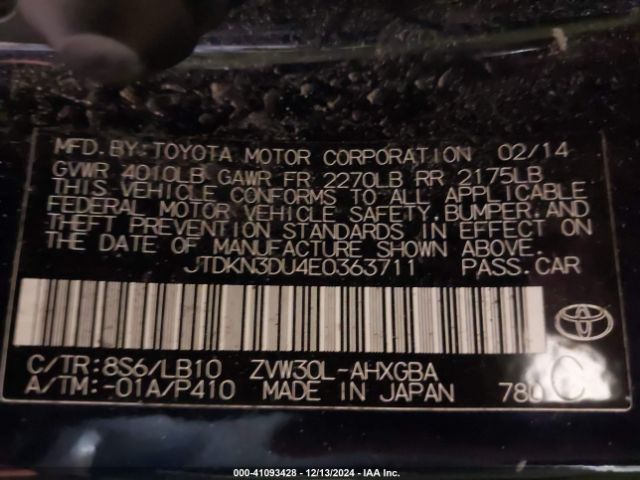 MFD. BY: TOYOTA MOTOR CORPORATION 02/14
GVWR 4010LB GAWR FR 2270LB RR 2175LB
THIS VEHICLE CONFORMS TO ALL APPLICABLE
FEDERAL MOTOR VEHICLE SAFETY, BUMPER, AND
THEFT PREVENTION STANDARDS IN EFFECT ON
THE DATE OF MANUFACTURE SHOWN ABOVE.
JTDKN3DU4E0363711 PASS.CAR
C/TR:8S6/LB10 ZVW30L-AHXGBA
A/TM:-01A/P410 MADE IN JAPAN C
000-41093428 - 12/13/2024 - IAA Inc.